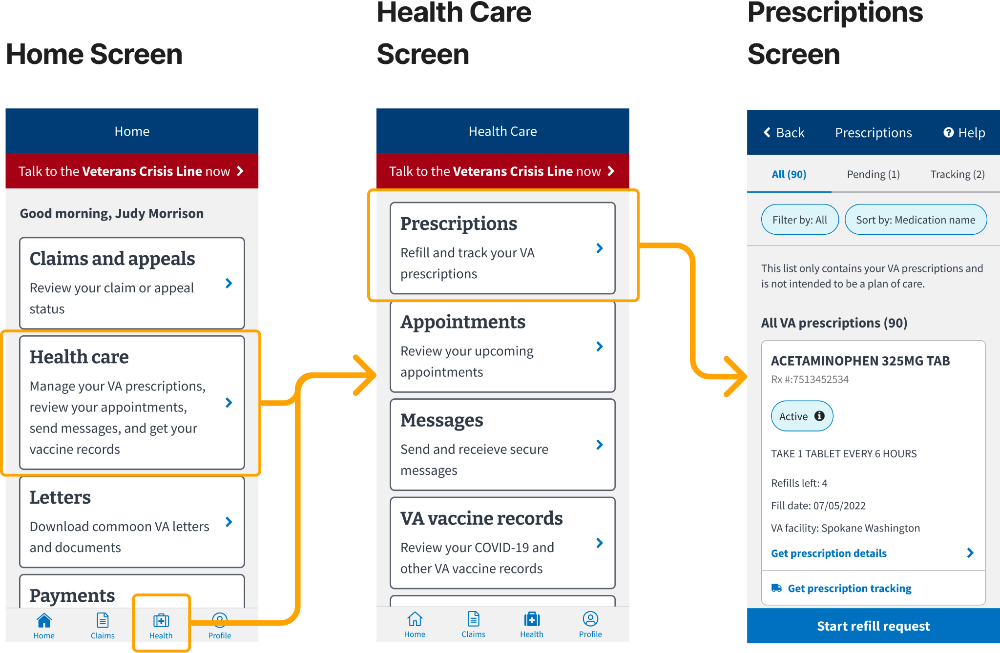 Home Screen
Home
Talk to the Veterans Crisis Line now
Good morning, Judy Morrison
Claims and appeals
Review your claim or appeal
status
Health care
Manage your VA prescriptions,
review your appointments,
send messages, and get your
vaccine records
Letters
Download commoon VA letters
and documents
Payments
Home
Claims
Health
Profile
Health Care
Screen
Health Care
Talk to the Veterans Crisis Line now
Prescriptions
Refill and track your VA
prescriptions
Appointments
Review your upcoming
appointments
Messages
Send and receieve secure
messages
VA vaccine records
Review your COVID-19 and
other VA vaccine records
Home
Claims
Health
Profile
Prescriptions
Screen
Back
Prescriptions
Help
All (90)
Pending (1)
Tracking (2)
Filter by: All
Sort by: Medication name
This list only contains your VA prescriptions and
is not intended to be a plan of care.
All VA prescriptions (90)
ACETAMINOPHEN 325MG TAB
Rx #:7513452534
Active
TAKE 1 TABLET EVERY 6 HOURS
Refills left: 4
Fill date: 07/05/2022
VA facility: Spokane Washington
Get prescription details
Get prescription tracking
Start refill request